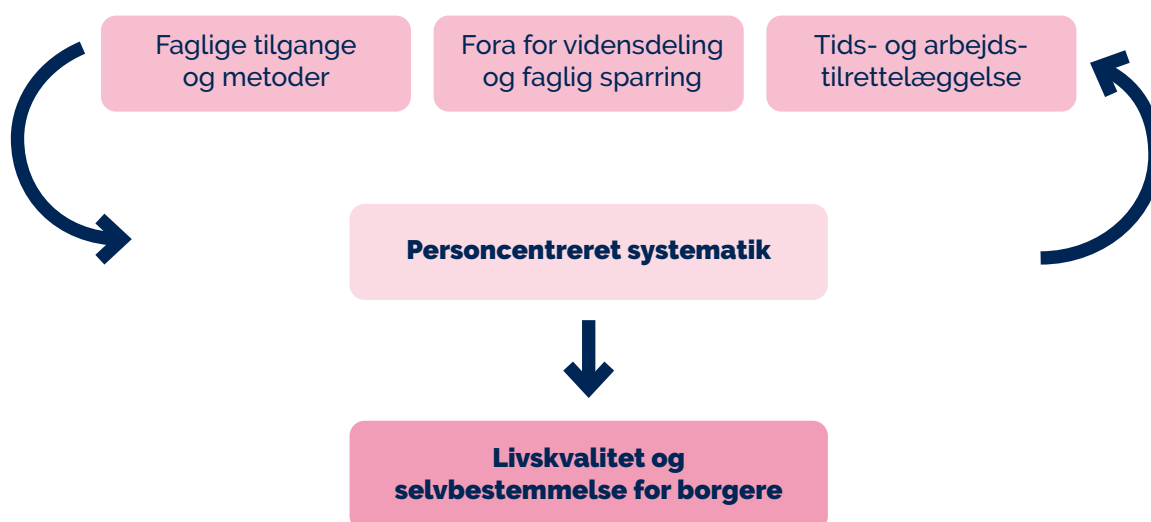 Faglige tilgange
og metoder
Fora for vidensdeling
og faglig sparring
Tids- og arbejds-
tilrettelæggelse
Personcentreret systematik
Livskvalitet og
selvbestemmelse for borgere